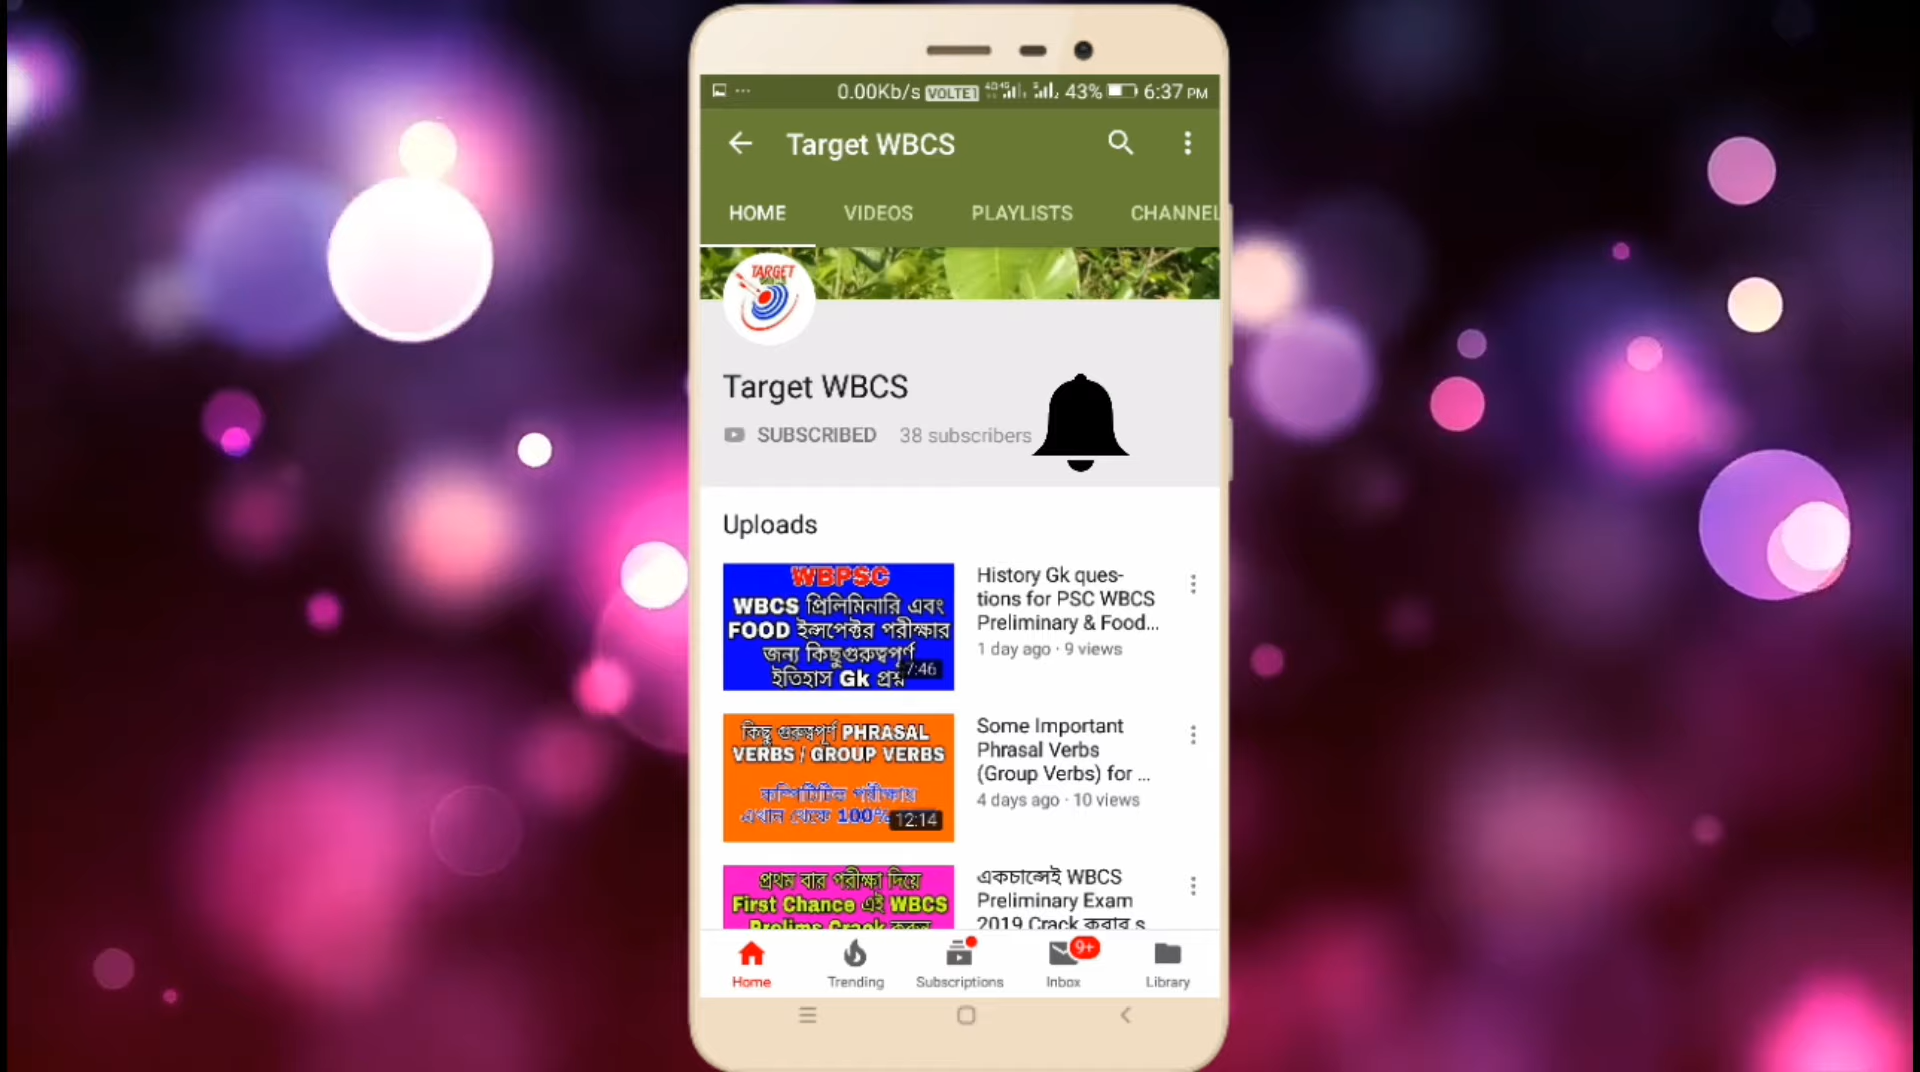 0.00Kb/s VOLTE1 43% 6:37 PM
Target WBCS
HOME VIDEOS PLAYLISTS CHANNEL
TARGET
Target WBCS
SUBSCRIBED 38 subscribers
Uploads
WBPSC
WBCS প্রিলিমিনারি এবং
FOOD ইন্সপেক্টর পরীক্ষার
জন্য কিছু গুরুত্বপূর্ণ
ইতিহাস Gk প্রশ্ন
7:46
History Gk ques-
tions for PSC WBCS
Preliminary & Food...
1 day ago · 9 views
কিছু গুরুত্বপূর্ণ PHRASAL
VERBS / GROUP VERBS
কম্পিটিটিভ পরীক্ষায়
এখান থেকে 100%
12:14
Some Important
Phrasal Verbs
(Group Verbs) for ...
4 days ago · 10 views
প্রথম বার পরীক্ষা দিয়ে
First Chance এই WBCS
Prelims Crack করুন
একচান্সেই WBCS
Preliminary Exam
2019 Crack করার s
Home Trending Subscriptions 9+ Inbox Library